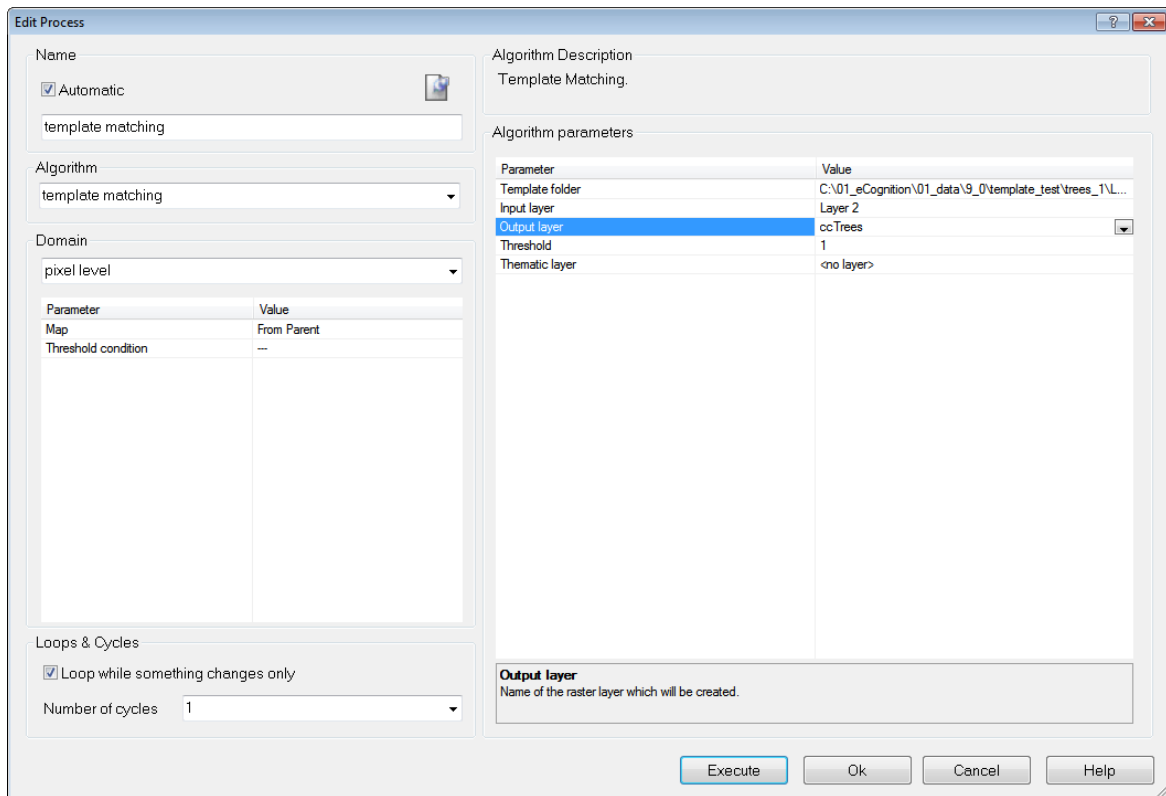 Edit Process
Name
Automatic
template matching
Algorithm
template matching
Domain
pixel level
Parameter Value
Map From Parent
Threshold condition ---
Loops & Cycles
Loop while something changes only
Number of cycles 1
Algorithm Description
Template Matching.
Algorithm parameters
Parameter Value
Template folder C:\01_eCognition\01_data\9_0\template_test\trees_1\L...
Input layer Layer 2
Output layer ccTrees
Threshold 1
Thematic layer <no layer>
Output layer
Name of the raster layer which will be created.
Execute Ok Cancel Help